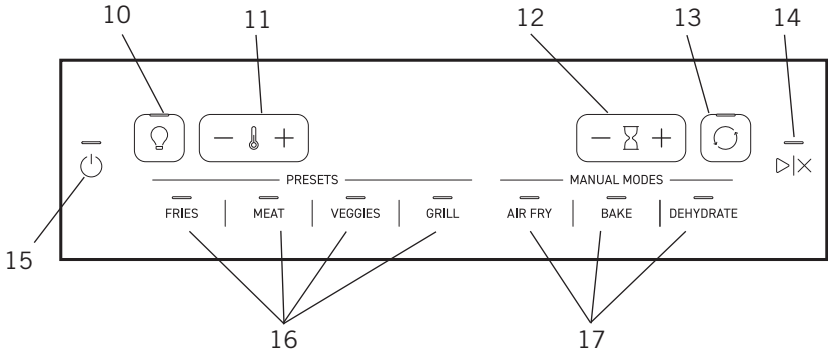 10 11 12 13 14
PRESETS MANUAL MODES
FRIES MEAT VEGGIES GRILL AIR FRY BAKE DEHYDRATE
15
16 17